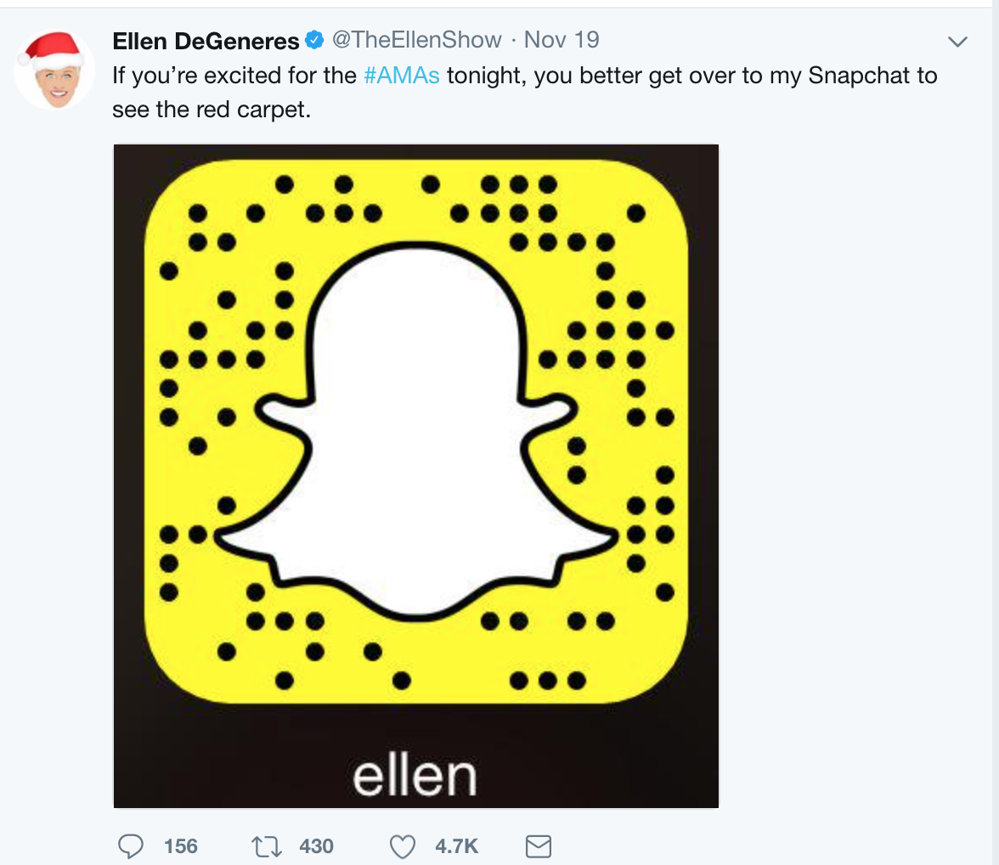 Ellen DeGeneres @TheEllenShow · Nov 19
If you’re excited for the #AMAs tonight, you better get over to my Snapchat to
see the red carpet.
ellen
156 430 4.7K